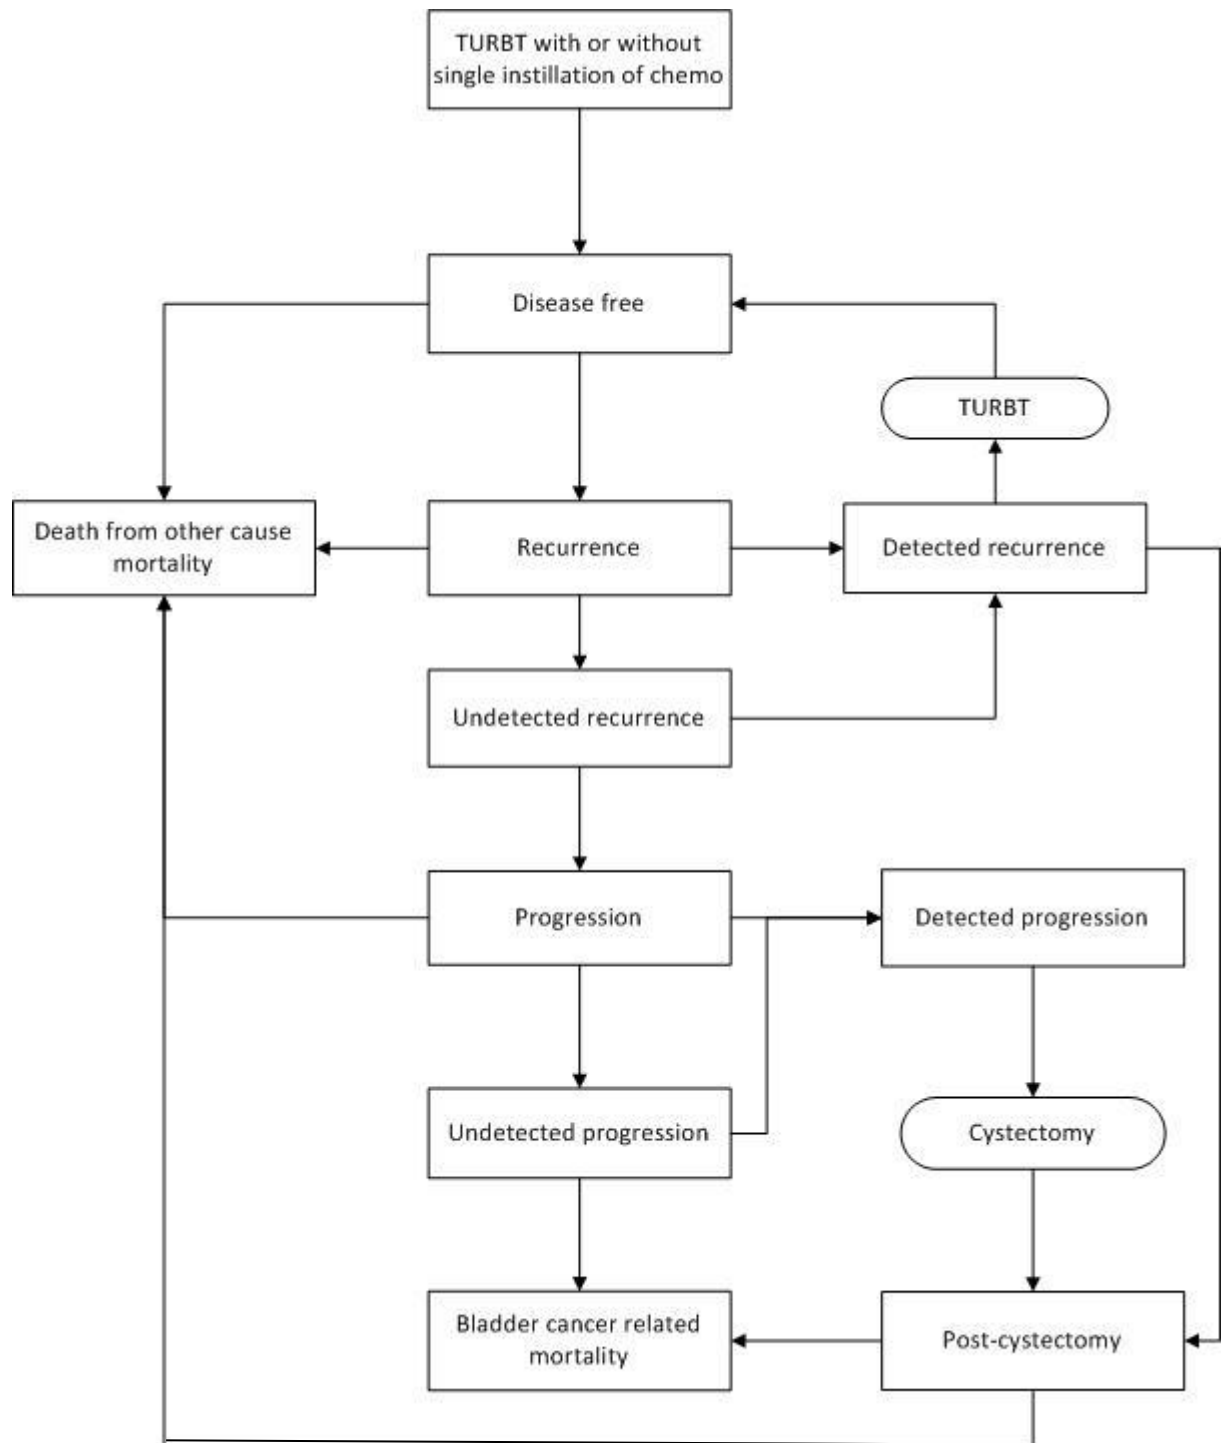 TURBT with or without
single instillation of chemo
Disease free
TURBT
Death from other cause
mortality
Recurrence
Detected recurrence
Undetected recurrence
Progression
Detected progression
Undetected progression
Cystectomy
Bladder cancer related
mortality
Post-cystectomy